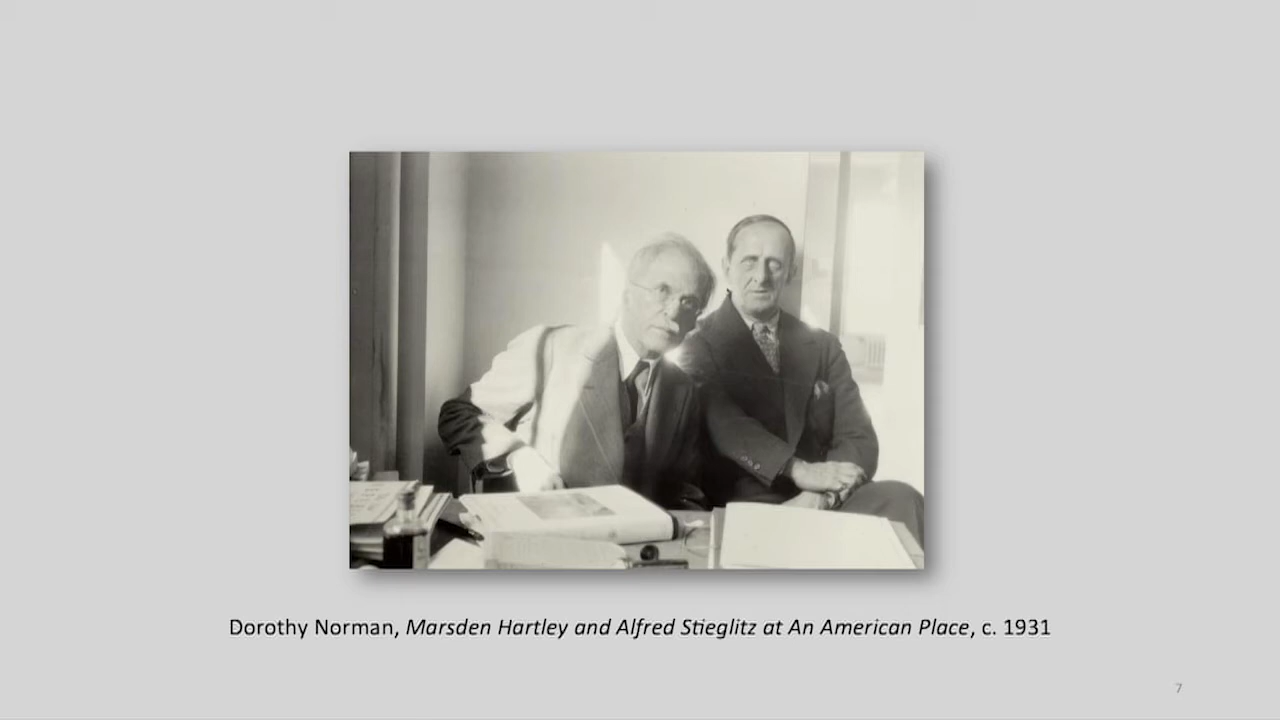 Dorothy Norman, Marsden Hartley and Alfred Stieglitz at An American Place, c. 1931
7